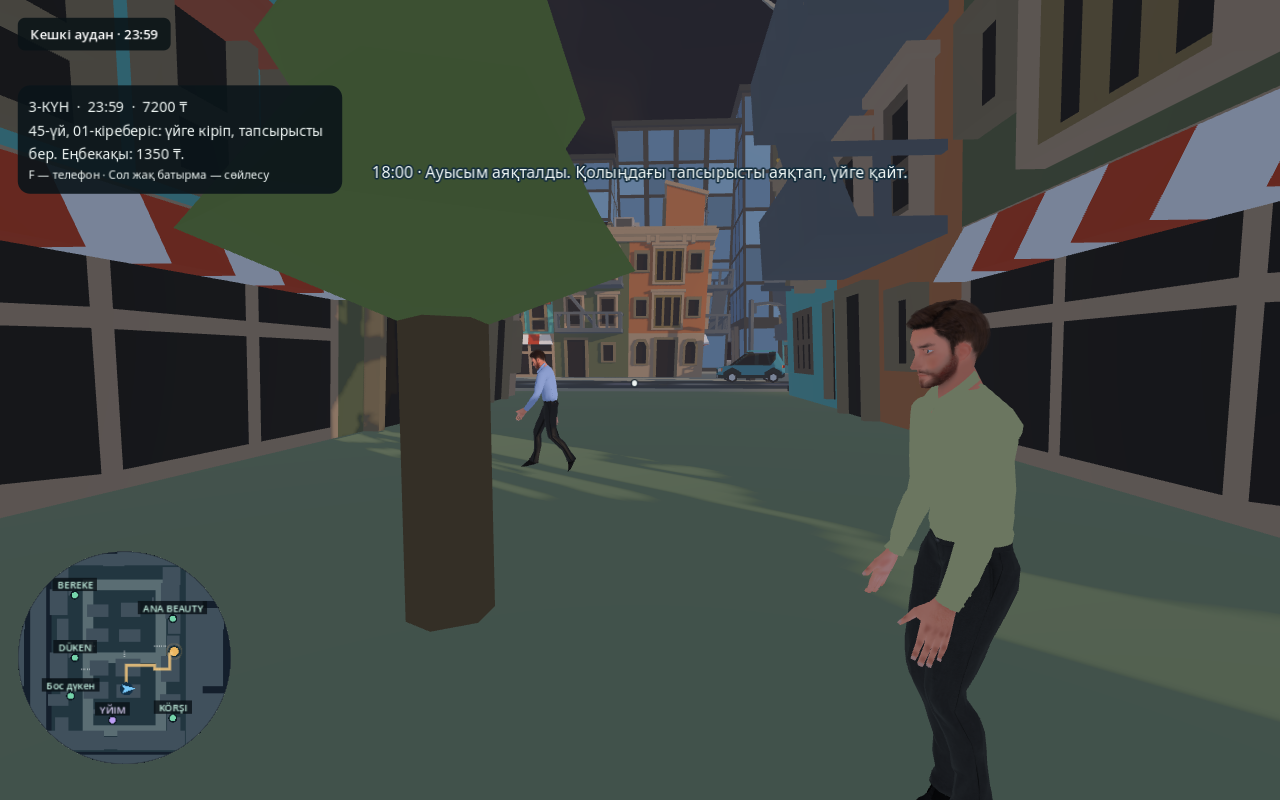 Кешкі аудан · 23:59
3-КҮН · 23:59 · 7200 ₸
45-үй, 01-кіреберіс: үйге кіріп, тапсырысты
бер. Еңбекақы: 1350 ₸.
F — телефон · Сол жақ батырма — сөйлесу
18:00 · Ауысым аяқталды. Қолыңдағы тапсырысты аяқтап, үйге қайт.
BEREKE
ANA BEAUTY
DÜKEN
Бос дүкен
ҮЙІМ
KÖRŞI